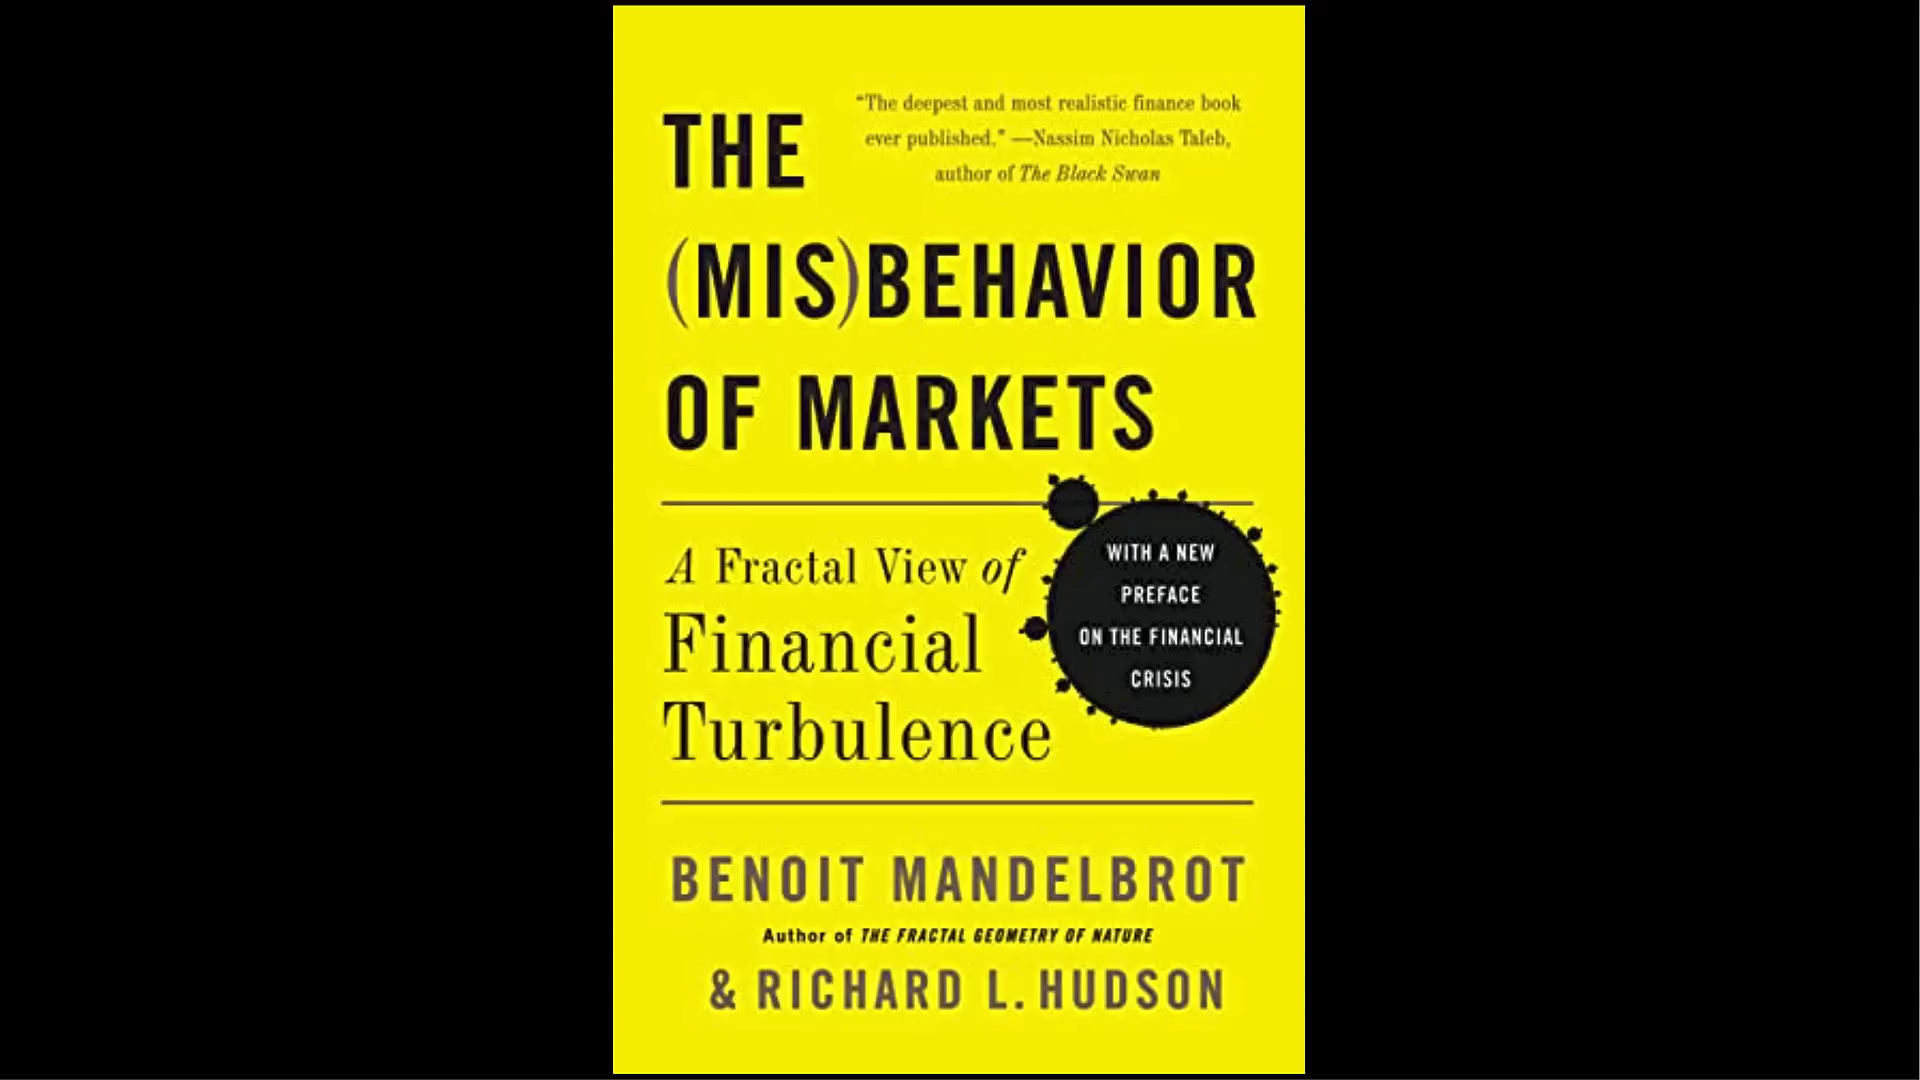 THE
"The deepest and most realistic finance book
ever published." —Nassim Nicholas Taleb,
author of The Black Swan
(MIS)BEHAVIOR
OF MARKETS
A Fractal View of
Financial
Turbulence
WITH A NEW
PREFACE
ON THE FINANCIAL
CRISIS
BENOIT MANDELBROT
Author of THE FRACTAL GEOMETRY OF NATURE
& RICHARD L. HUDSON